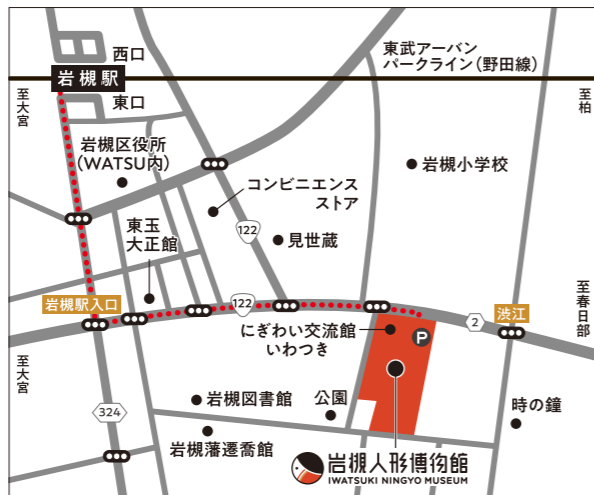 西口
岩槻駅
東口
至大宮
東武アーバン
パークライン(野田線)
至柏
岩槻区役所
(WATSU内)
岩槻小学校
コンビニエンス
ストア
東玉
大正館
122
見世蔵
岩槻駅入口
122
至春日部
2
渋江
にぎわい交流館
いわつき
P
至大宮
324
岩槻図書館
公園
時の鐘
岩槻藩遷喬館
岩槻人形博物館
IWATSUKI NINGYO MUSEUM